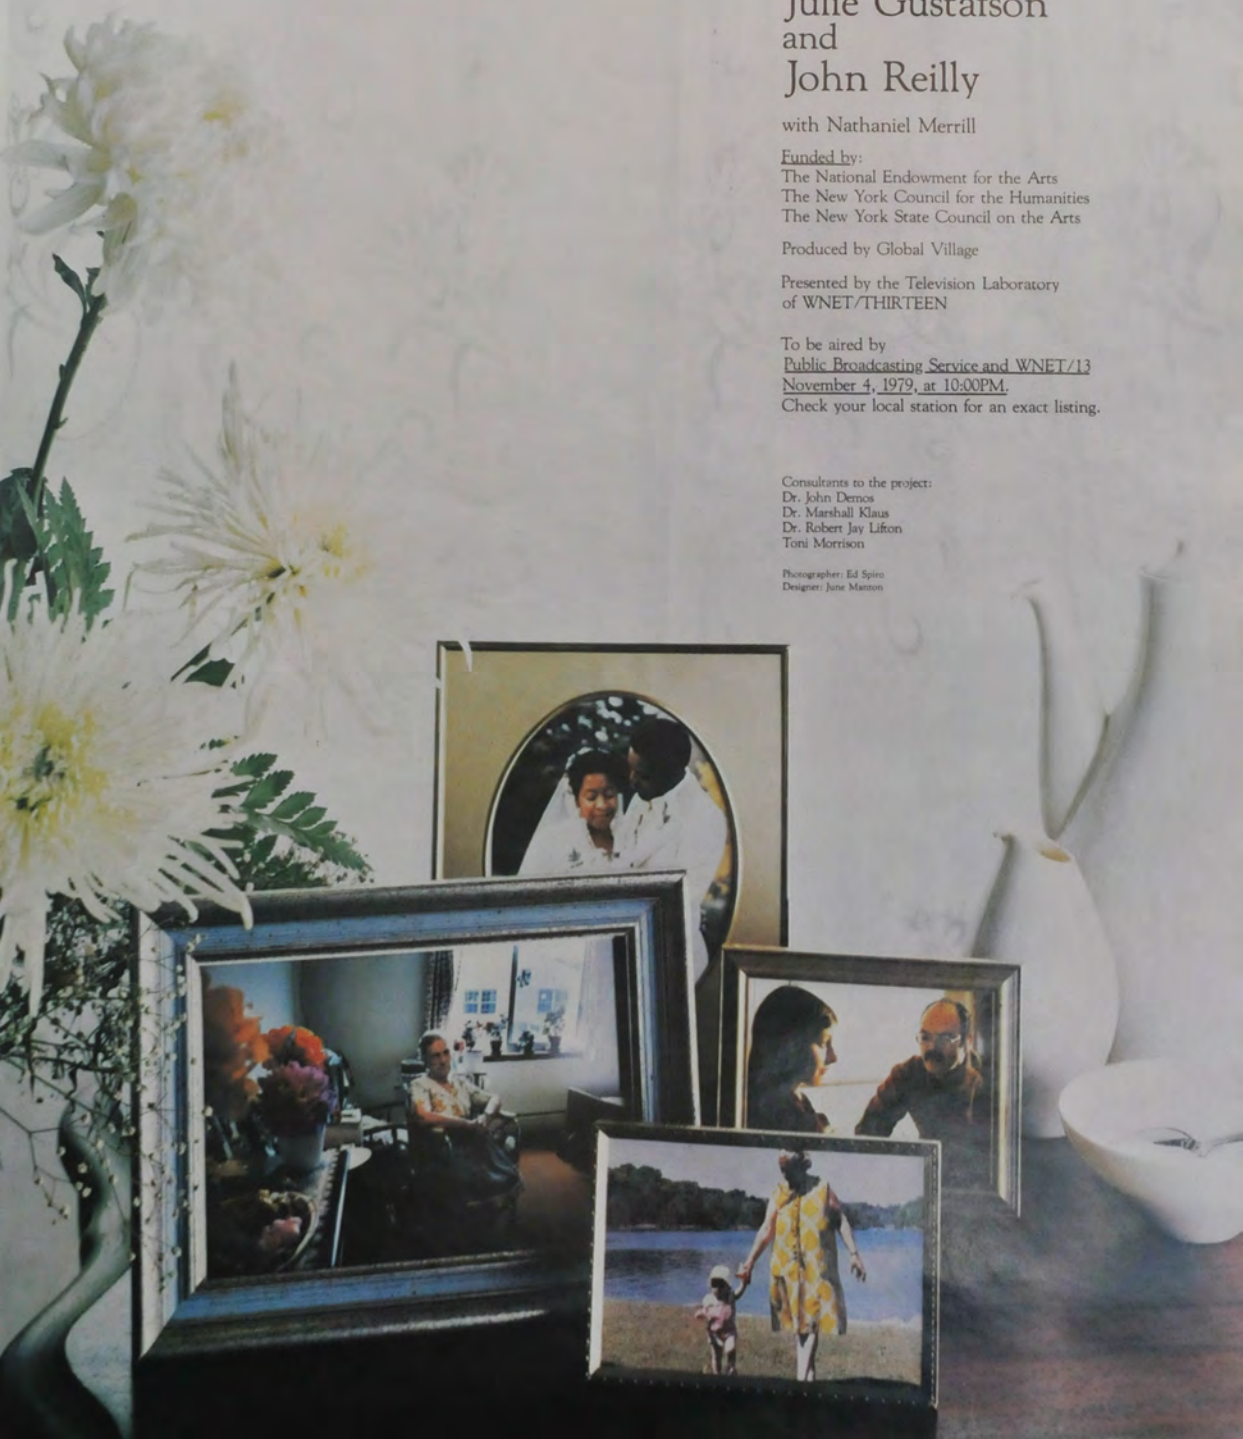 Julie Gustafson
and
John Reilly
with Nathaniel Merrill
Funded by:
The National Endowment for the Arts
The New York Council for the Humanities
The New York State Council on the Arts
Produced by Global Village
Presented by the Television Laboratory
of WNET/THIRTEEN
To be aired by
Public Broadcasting Service and WNET/13
November 4, 1979, at 10:00PM.
Check your local station for an exact listing.
Consultants to the project:
Dr. John Demos
Dr. Marshall Klaus
Dr. Robert Jay Lifton
Toni Morrison
Photographer: Ed Spiro
Designer: June Manton